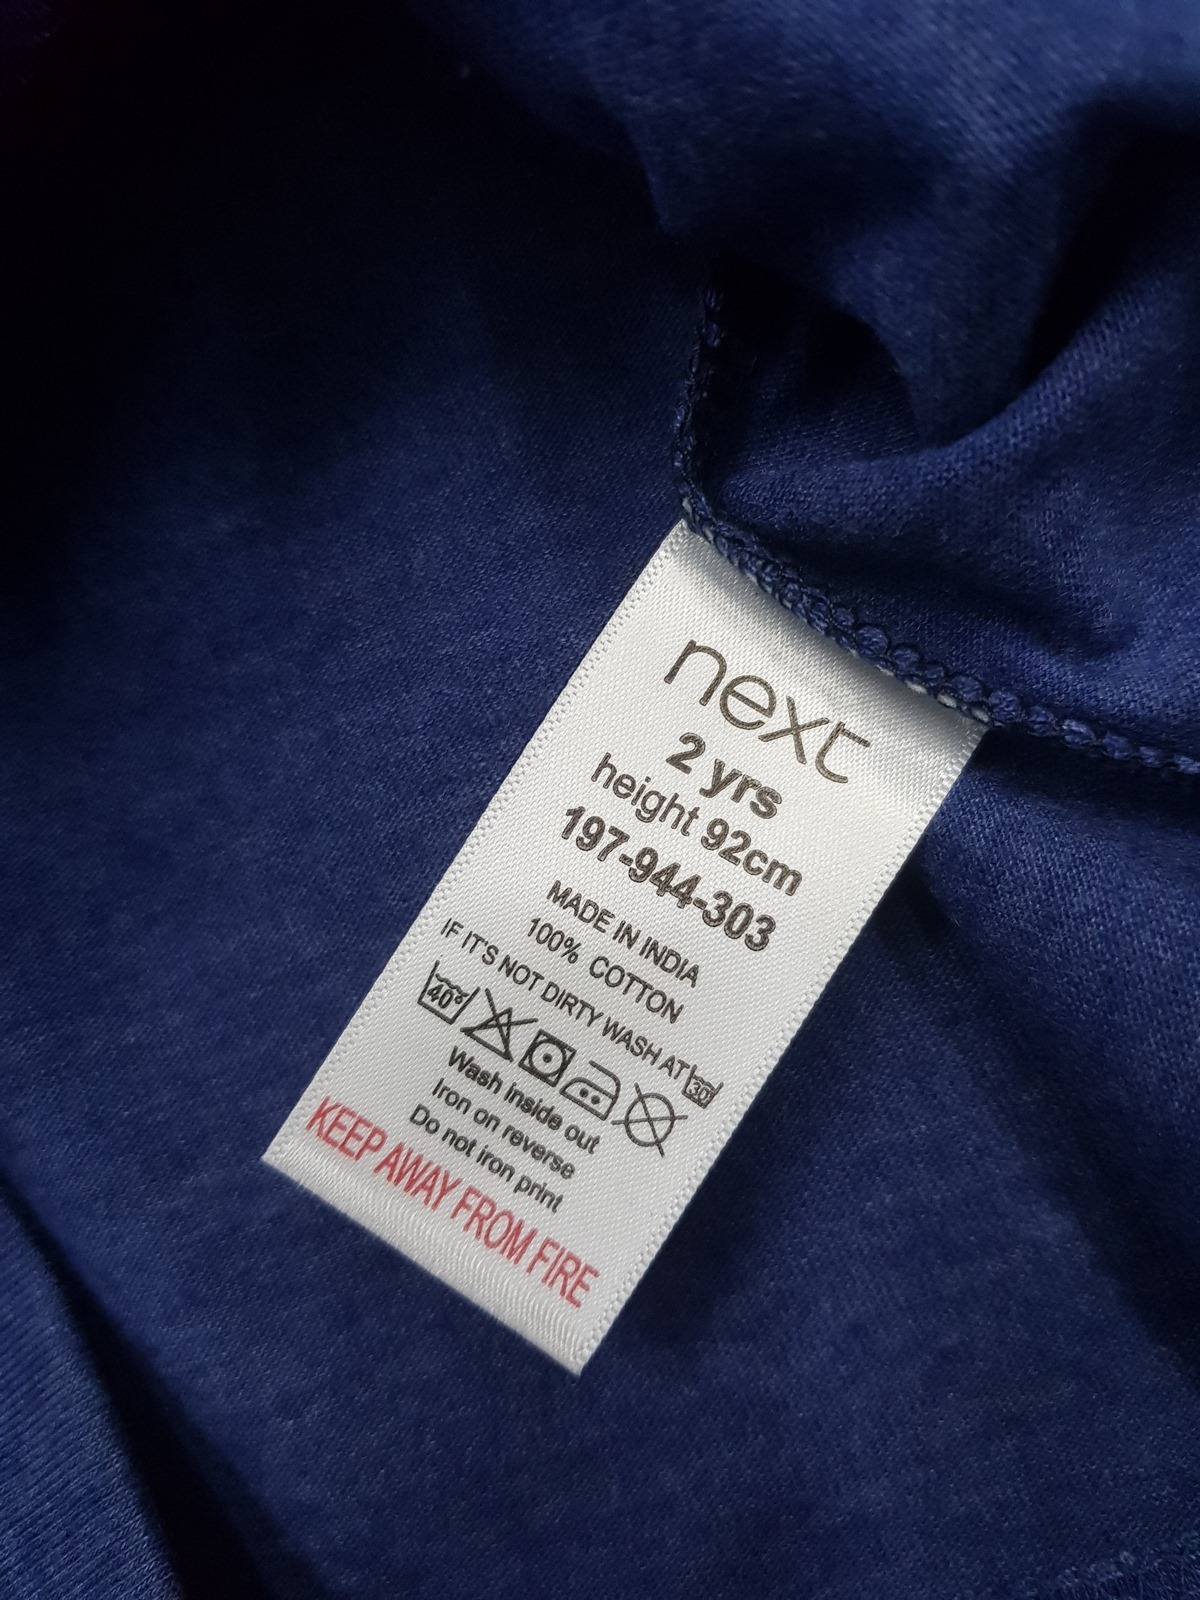 next
2 yrs
height 92cm
197-944-303
MADE IN INDIA
100% COTTON
IF IT'S NOT DIRTY WASH AT 30
40°
Wash inside out
Iron on reverse
Do not iron print
KEEP AWAY FROM FIRE